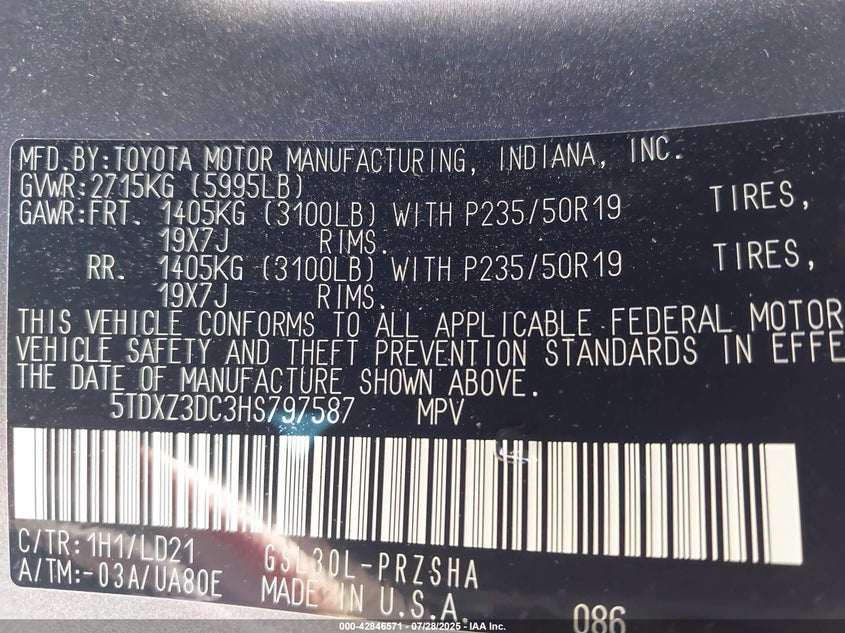 MFD.BY:TOYOTA MOTOR MANUFACTURING, INDIANA, INC.
GVWR:2715KG (5995LB)
GAWR:FRT. 1405KG (3100LB) WITH P235/50R19 TIRES,
19X7J RIMS.
RR. 1405KG (3100LB) WITH P235/50R19 TIRES,
19X7J RIMS.
THIS VEHICLE CONFORMS TO ALL APPLICABLE FEDERAL MOTOR
VEHICLE SAFETY AND THEFT PREVENTION STANDARDS IN EFFE
THE DATE OF MANUFACTURE SHOWN ABOVE.
5TDXZ3DC3HS797587 MPV
C/TR:1H1/LD21 GSL30L-PRZSHA
A/TM:-03A/UA80E MADE IN U.S.A. 086
000-42846571 - 07/28/2025 - IAA Inc.